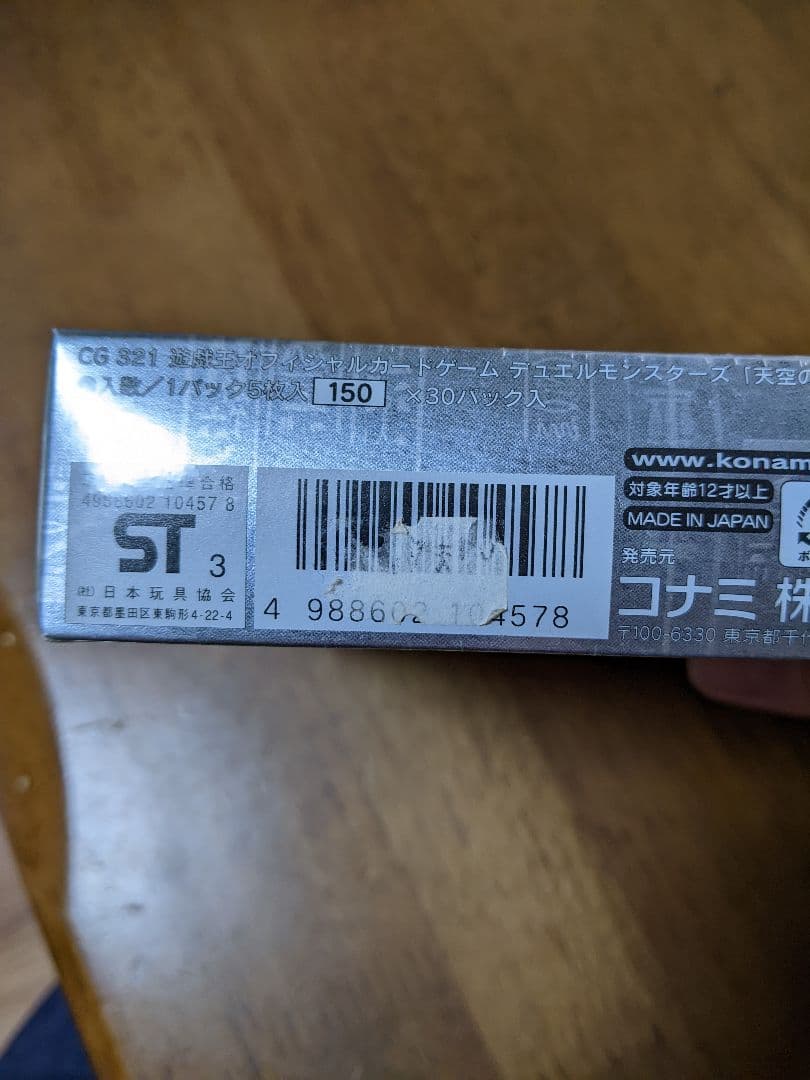 CG 321 遊戯王オフィシャルカードゲーム デュエルモンスターズ「天空の
●入数/1パック5枚入 150 ×30パック入
合格
4988602 10457 8
ST 3
(社)日本玩具協会
東京都墨田区東駒形4-22-4
4 988602 104578
www.konam
対象年齢12才以上
MADE IN JAPAN
発売元
コナミ 株
〒100-6330 東京都千代